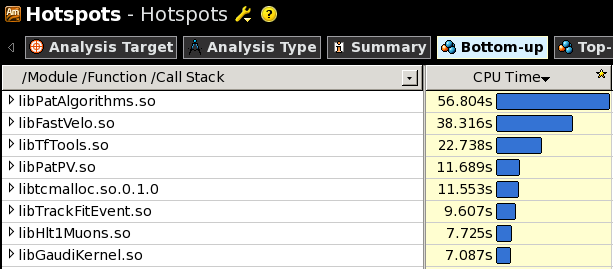 Am Hotspots - Hotspots ?
Analysis Target Analysis Type Summary Bottom-up Top-
/Module /Function /Call Stack CPU Time
libPatAlgorithms.so 56.804s
libFastVelo.so 38.316s
libTfTools.so 22.738s
libPatPV.so 11.689s
libtcmalloc.so.0.1.0 11.553s
libTrackFitEvent.so 9.607s
libHlt1Muons.so 7.725s
libGaudiKernel.so 7.087s